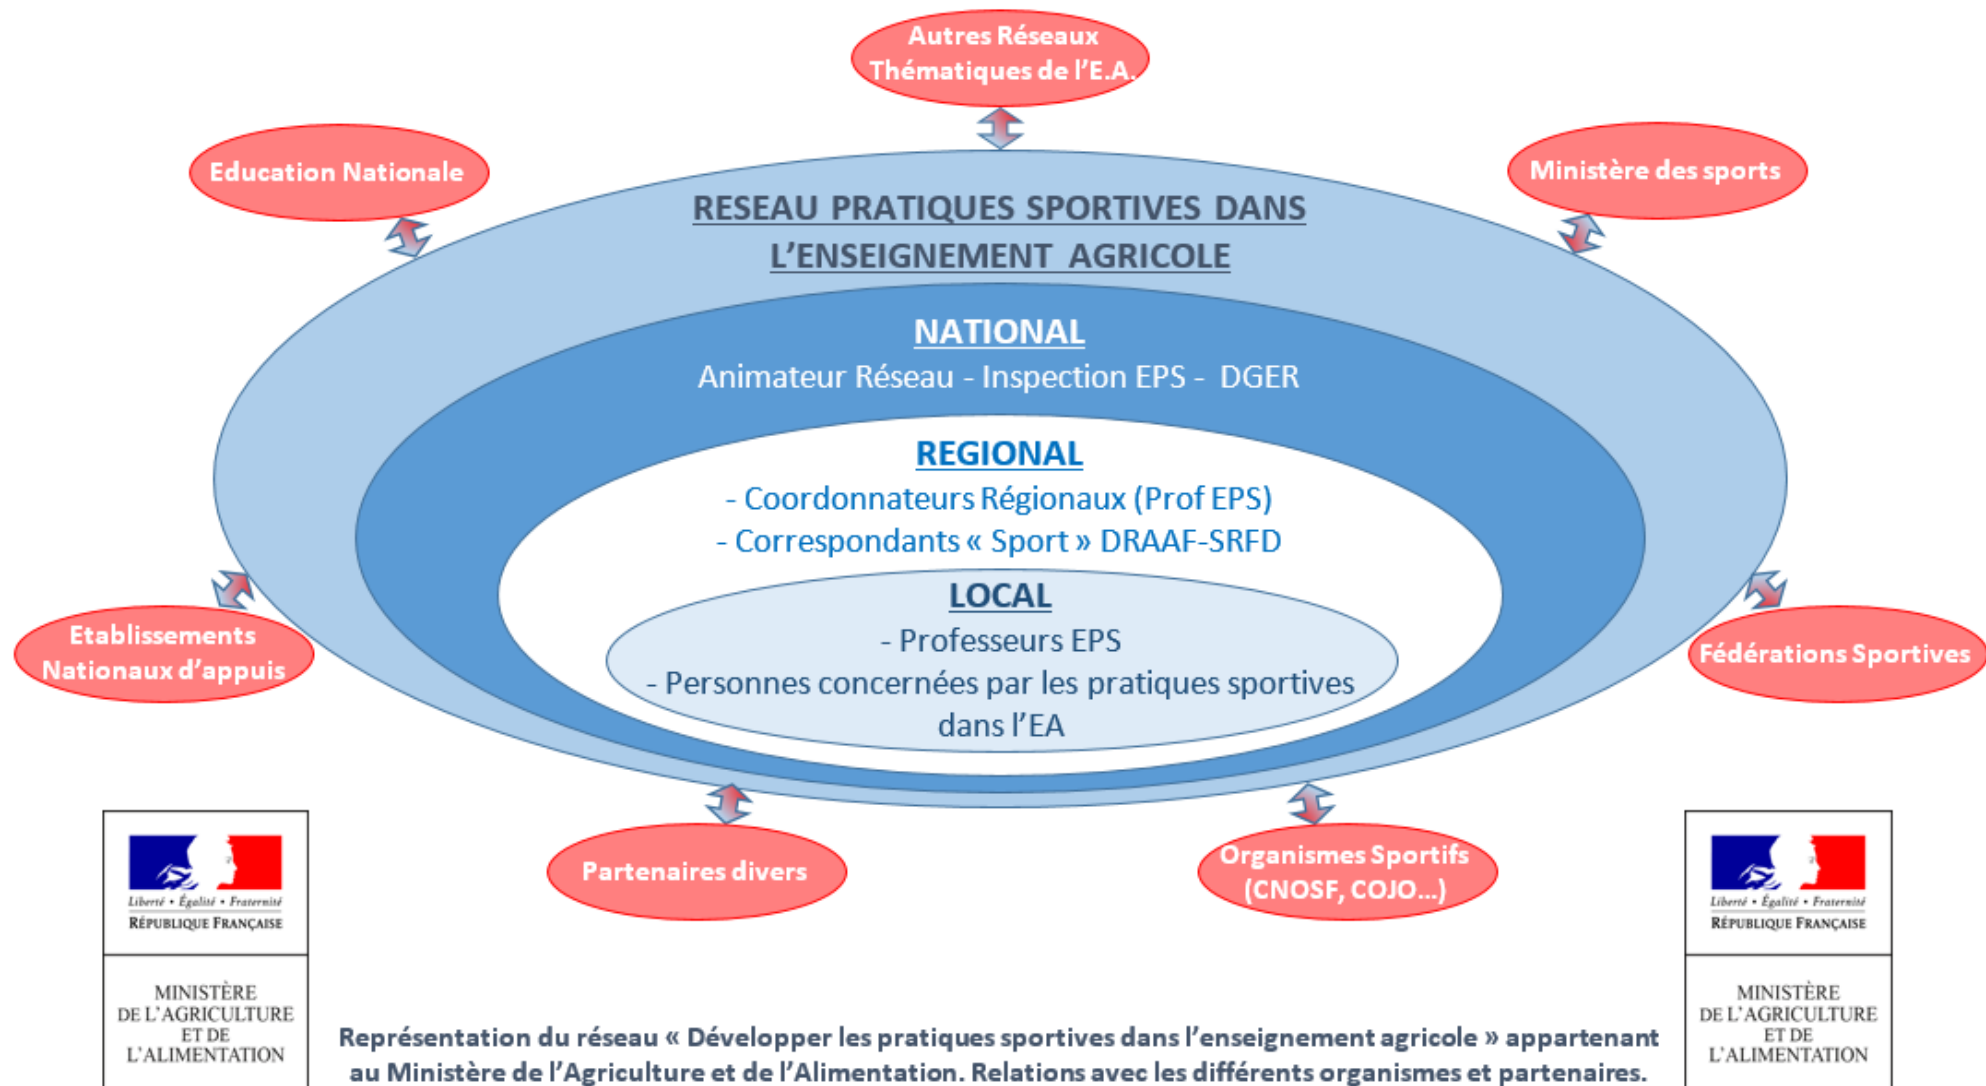 Autres Réseaux
Thématiques de l'E.A.
Education Nationale
Ministère des sports
RESEAU PRATIQUES SPORTIVES DANS
L'ENSEIGNEMENT AGRICOLE
NATIONAL
Animateur Réseau - Inspection EPS - DGER
REGIONAL
- Coordonnateurs Régionaux (Prof EPS)
- Correspondants « Sport » DRAAF-SRFD
LOCAL
- Professeurs EPS
- Personnes concernées par les pratiques sportives
dans l'EA
Etablissements
Nationaux d'appuis
Fédérations Sportives
Partenaires divers
Organismes Sportifs
(CNOSF, COJO...)
Liberté • Égalité • Fraternité
RÉPUBLIQUE FRANÇAISE
MINISTÈRE
DE L'AGRICULTURE
ET DE
L'ALIMENTATION
Représentation du réseau « Développer les pratiques sportives dans l'enseignement agricole » appartenant
au Ministère de l'Agriculture et de l'Alimentation. Relations avec les différents organismes et partenaires.
Liberté • Égalité • Fraternité
RÉPUBLIQUE FRANÇAISE
MINISTÈRE
DE L'AGRICULTURE
ET DE
L'ALIMENTATION